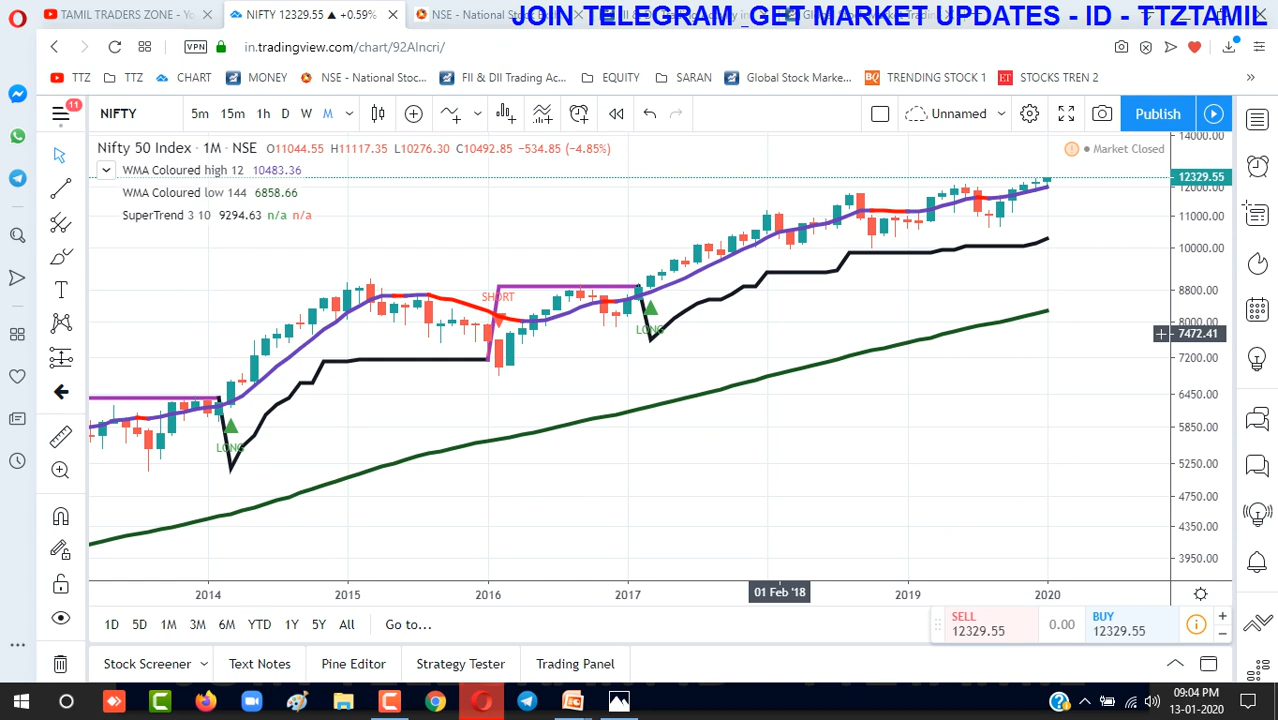 JOIN TELEGRAM _GET MARKET UPDATES - ID - TTZTAMIL
TAMIL TRADERS ZONE - Yo
NIFTY 12329.55 ▲ +0.59%
NSE - National Sto
VPN in.tradingview.com/chart/92AIncri/
TTZ TTZ CHART MONEY NSE - National Stoc... FII & DII Trading Ac... EQUITY SARAN Global Stock Marke... BQ TRENDING STOCK 1 ET STOCKS TREN 2 »
11 NIFTY 5m 15m 1h D W M Unnamed Publish
Nifty 50 Index · 1M · NSE O11044.55 H11117.35 L10276.30 C10492.85 −534.85 (−4.85%) Market Closed
WMA Coloured high 12 10483.36
WMA Coloured low 144 6858.66
SuperTrend 3 10 9294.63 n/a n/a
14000.00
12329.55
12000.00
11000.00
10000.00
8800.00
8000.00
7472.41
7200.00
6450.00
5250.00
4750.00
4350.00
3950.00
SHORT
LONG
LONG
2014 2015 2016 2017 01 Feb '18 2019 2020
1D 5D 1M 3M 6M YTD 1Y 5Y All Go to...
SELL 12329.55 0.00 BUY 12329.55
Stock Screener Text Notes Pine Editor Strategy Tester Trading Panel
09:04 PM
13-01-2020